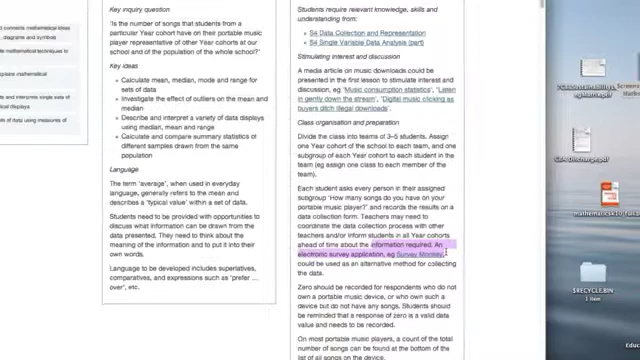 connects mathematical ideas
, diagrams and symbols
mathematical techniques to
explain mathematical
and interprets single sets of
displays
of data using measures of
Key inquiry question
'Is the number of songs that students from a
particular Year cohort have on their portable music
player representative of other Year cohorts at our
school and of the population of the whole school?'
Key ideas
Calculate mean, median, mode and range for
sets of data
Investigate the effect of outliers on the mean and
median
Describe and interpret a variety of data displays
using median, mean and range
Calculate and compare summary statistics of
different samples drawn from the same
population
Language
The term 'average', when used in everyday
language, generally refers to the mean and
describes a 'typical value' within a set of data.
Students need to be provided with opportunities to
discuss what information can be drawn from the
data presented. They need to think about the
meaning of the information and to put it into their
own words.
Language to be developed includes superlatives,
comparatives, and expressions such as 'prefer …
over', etc.
Students require relevant knowledge, skills and
understanding from:
S4 Data Collection and Representation
S4 Single Variable Data Analysis (part)
Stimulating interest and discussion
A media article on music downloads could be
presented in the first lesson to stimulate interest and
discussion, eg 'Music consumption statistics', 'Listen
in gently down the stream', 'Digital music clicking as
buyers ditch illegal downloads'.
Class organisation and preparation
Divide the class into teams of 3–5 students. Assign
one Year cohort of the school to each team, and one
subgroup of each Year cohort to each student in the
team (eg assign one class to each member of the
team).
Each student asks every person in their assigned
subgroup 'How many songs do you have on your
portable music player?' and records the results on a
data collection form. Teachers may need to
coordinate the data collection process with other
teachers and/or inform students in all Year cohorts
ahead of time about the information required. An
electronic survey application, eg Survey Monkey,
could be used as an alternative method for collecting
the data.
Zero should be recorded for respondents who do not
own a portable music device, or who own such a
device but do not have any songs. Students should
be reminded that a response of zero is a valid data
value and needs to be recorded.
On most portable music players, a count of the total
number of songs can be found at the bottom of the
list of all songs on the device.
Screens
Discharge.pdf
$RECYCLE.BIN
1 item
Educ